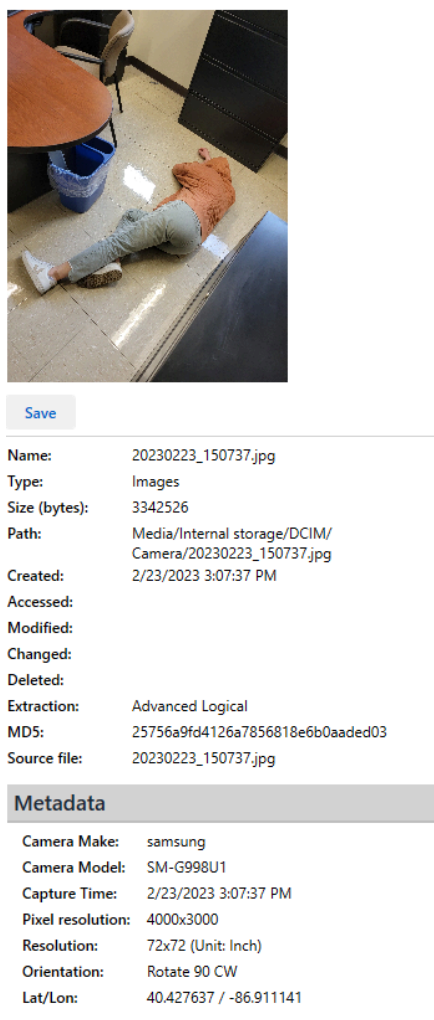 Save
Name: 20230223_150737.jpg
Type: Images
Size (bytes): 3342526
Path: Media/Internal storage/DCIM/
Camera/20230223_150737.jpg
Created: 2/23/2023 3:07:37 PM
Accessed:
Modified:
Changed:
Deleted:
Extraction: Advanced Logical
MD5: 25756a9fd4126a7856818e6b0aaded03
Source file: 20230223_150737.jpg
Metadata
Camera Make: samsung
Camera Model: SM-G998U1
Capture Time: 2/23/2023 3:07:37 PM
Pixel resolution: 4000x3000
Resolution: 72x72 (Unit: Inch)
Orientation: Rotate 90 CW
Lat/Lon: 40.427637 / -86.911141